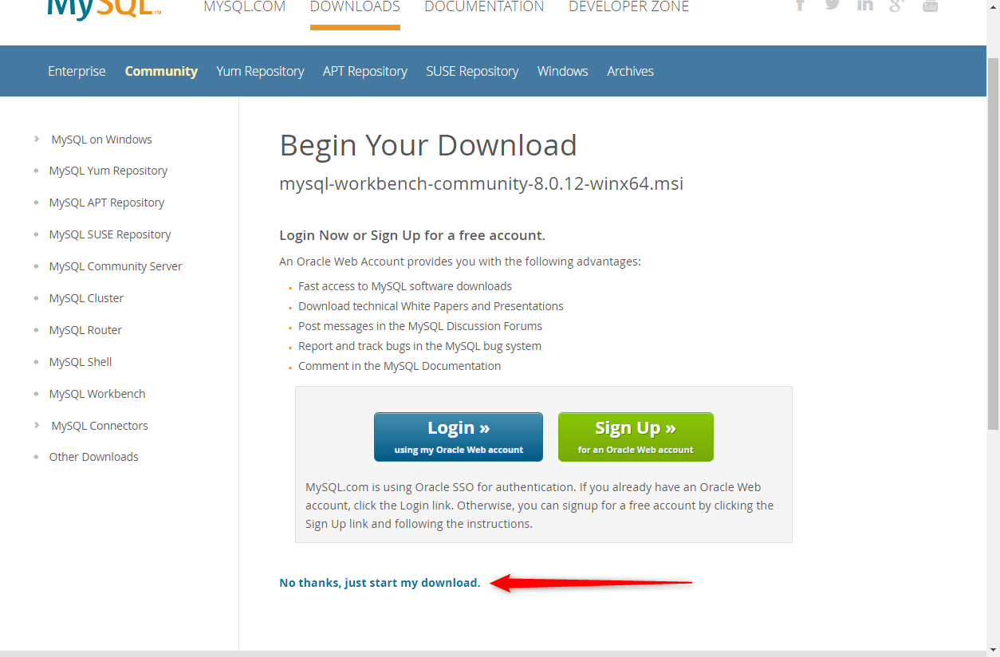 MySQL™
MYSQL.COM DOWNLOADS DOCUMENTATION DEVELOPER ZONE
Enterprise Community Yum Repository APT Repository SUSE Repository Windows Archives
MySQL on Windows
MySQL Yum Repository
MySQL APT Repository
MySQL SUSE Repository
MySQL Community Server
MySQL Cluster
MySQL Router
MySQL Shell
MySQL Workbench
MySQL Connectors
Other Downloads
Begin Your Download
mysql-workbench-community-8.0.12-winx64.msi
Login Now or Sign Up for a free account.
An Oracle Web Account provides you with the following advantages:
Fast access to MySQL software downloads
Download technical White Papers and Presentations
Post messages in the MySQL Discussion Forums
Report and track bugs in the MySQL bug system
Comment in the MySQL Documentation
Login »
using my Oracle Web account
Sign Up »
for an Oracle Web account
MySQL.com is using Oracle SSO for authentication. If you already have an Oracle Web
account, click the Login link. Otherwise, you can signup for a free account by clicking the
Sign Up link and following the instructions.
No thanks, just start my download.